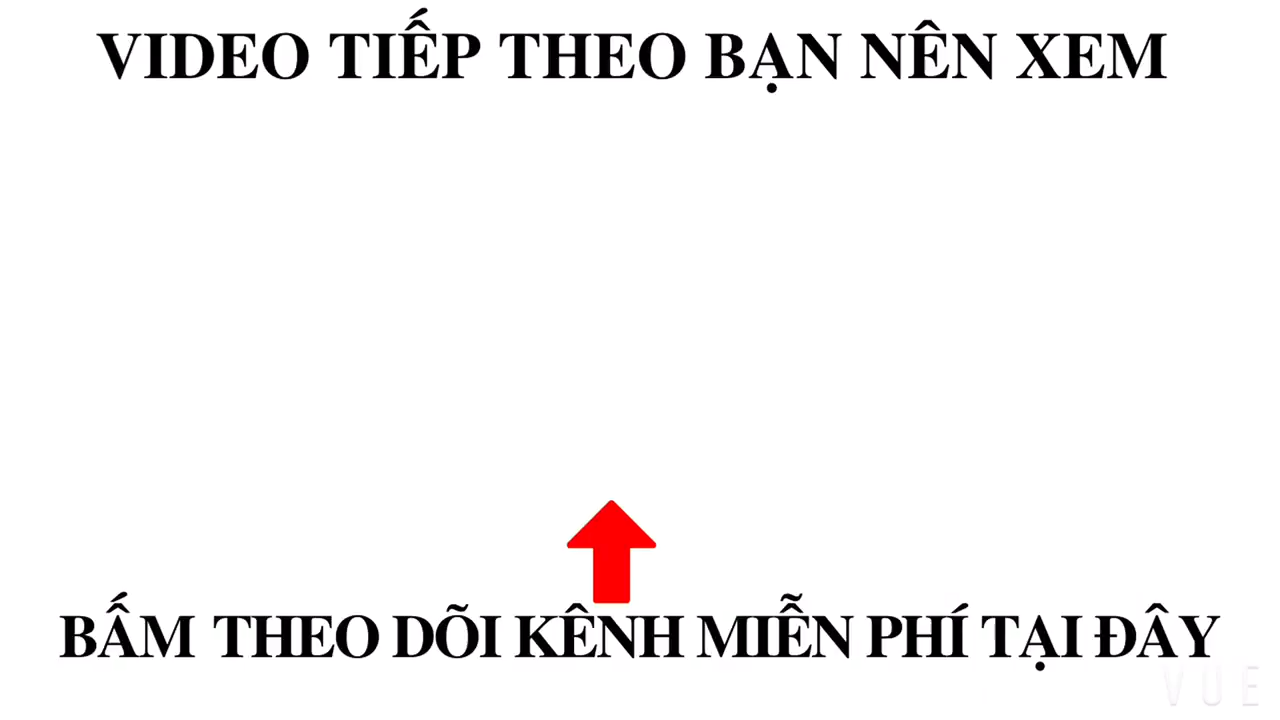 VIDEO TIẾP THEO BẠN NÊN XEM
BẤM THEO DÕI KÊNH MIỄN PHÍ TẠI ĐÂY
VUE